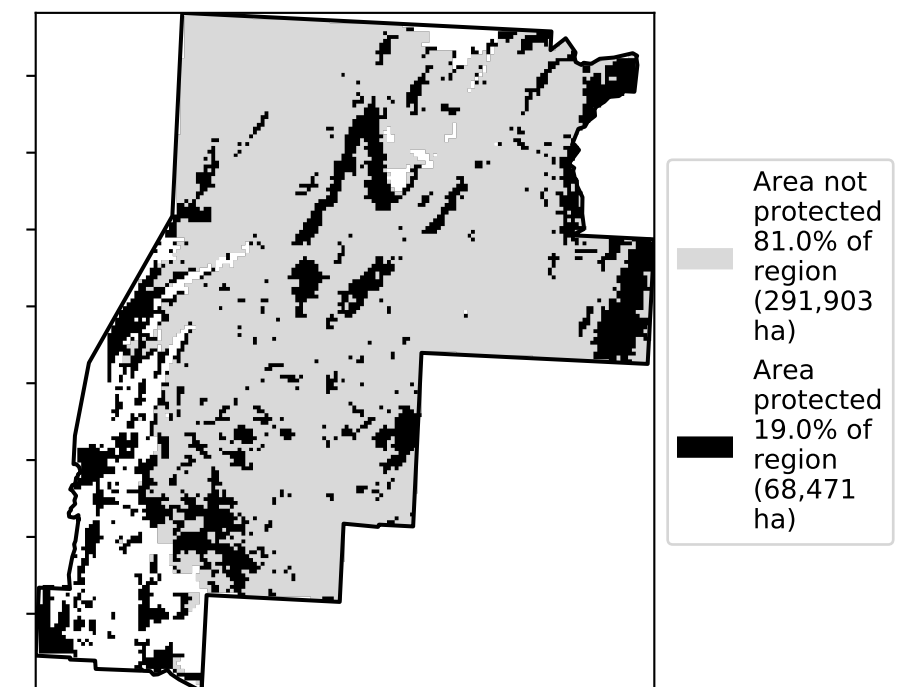 Area not
protected
81.0% of
region
(291,903
ha)
Area
protected
19.0% of
region
(68,471
ha)